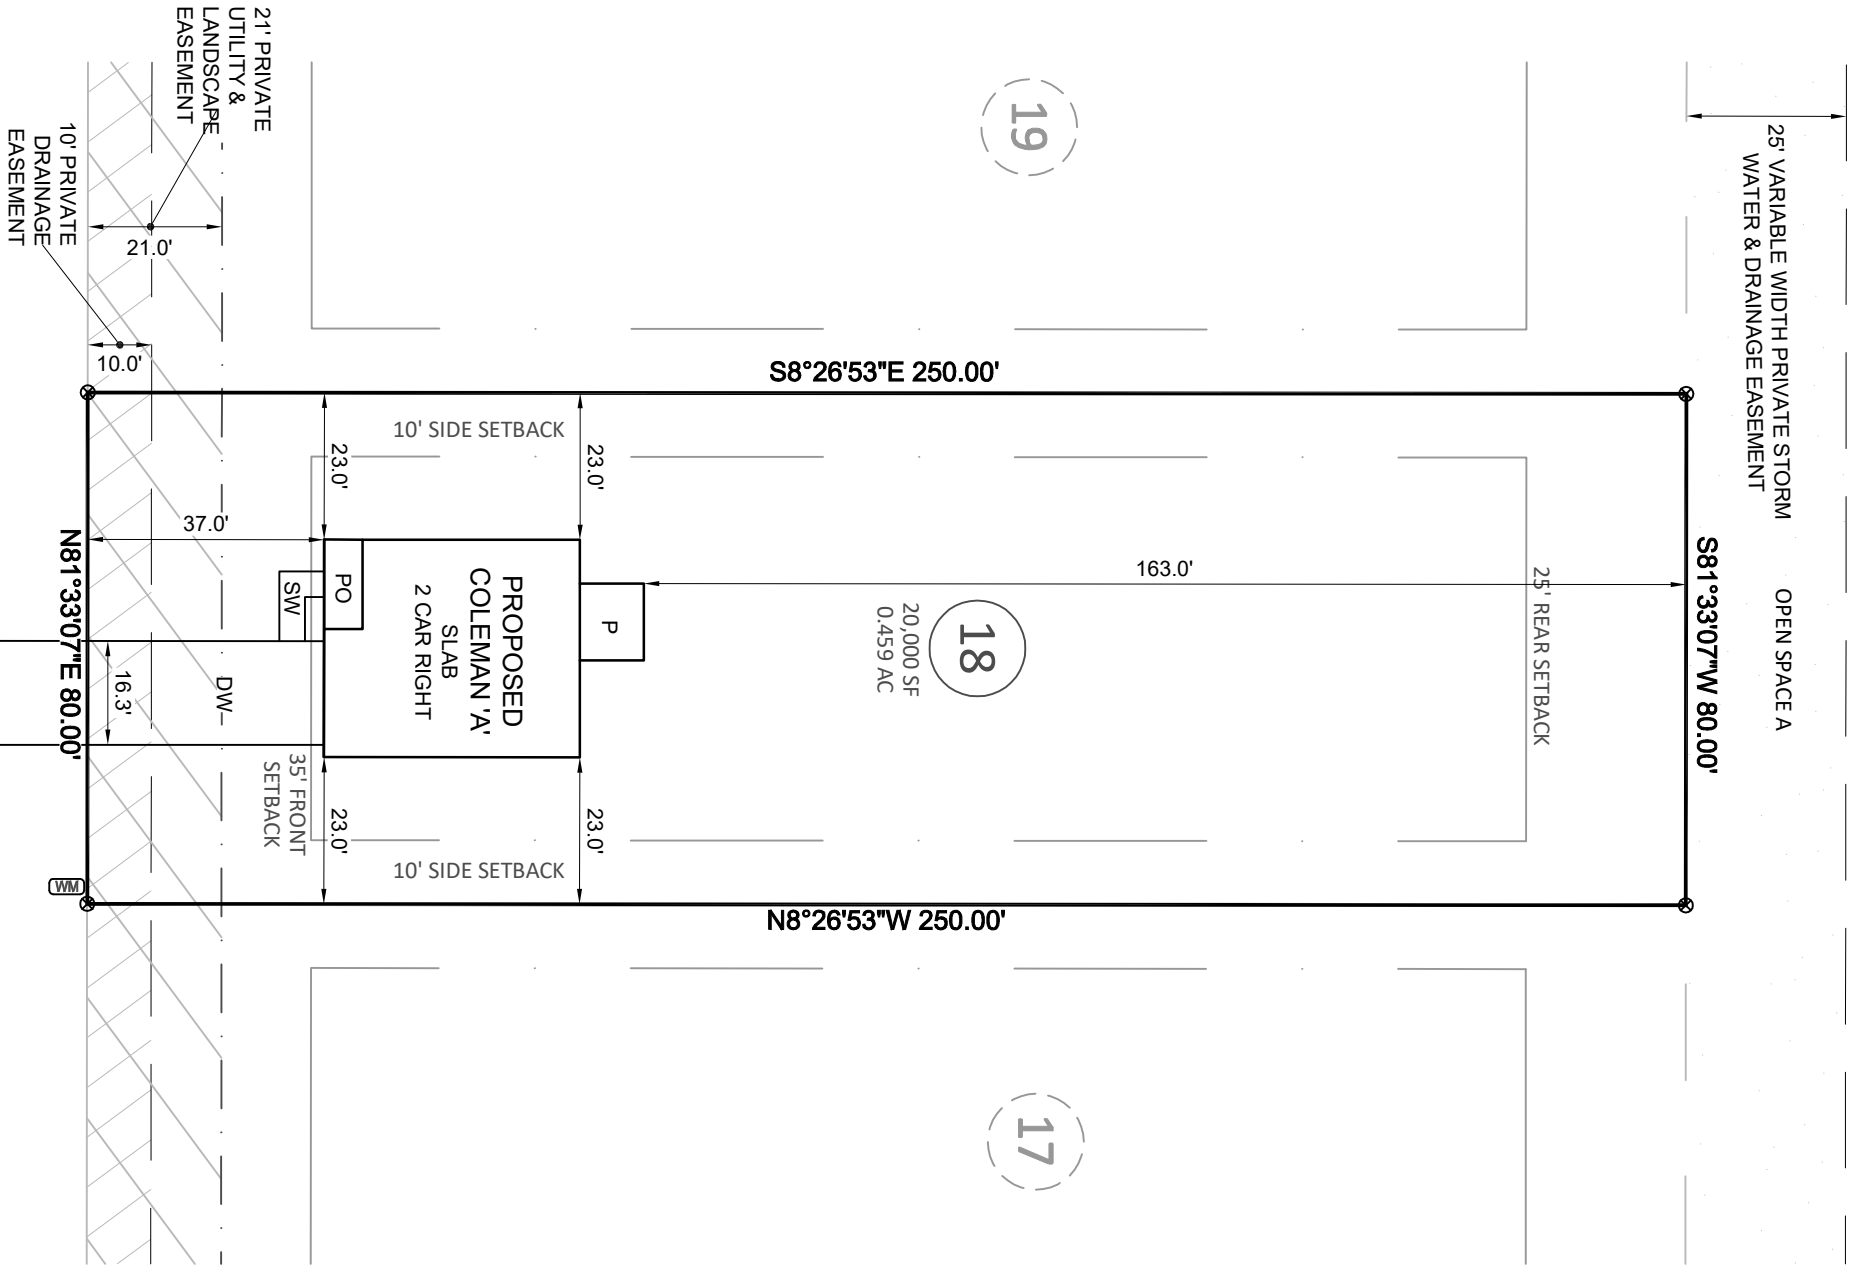 21' PRIVATE
UTILITY &
LANDSCAPE
EASEMENT
10' PRIVATE
DRAINAGE
EASEMENT
21.0'
10.0'
19
25' VARIABLE WIDTH PRIVATE STORM
WATER & DRAINAGE EASEMENT
OPEN SPACE A
S8°26'53"E 250.00'
10' SIDE SETBACK
23.0'
23.0'
37.0'
N81°33'07"E 80.00'
SW
PO
PROPOSED
COLEMAN 'A'
SLAB
2 CAR RIGHT
P
163.0'
18
20,000 SF
0.459 AC
25' REAR SETBACK
S81°33'07"W 80.00'
16.3'
DW
35' FRONT
SETBACK
23.0'
23.0'
10' SIDE SETBACK
WM
N8°26'53"W 250.00'
17